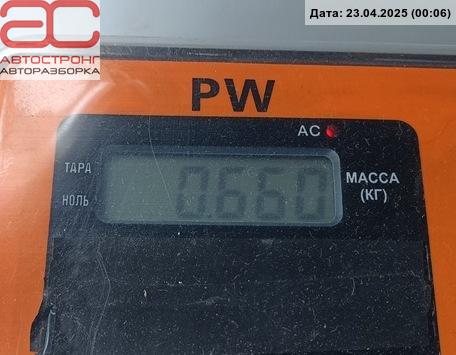 ас
АВТОСТРОНГ
АВТОРАЗБОРКА
Дата: 23.04.2025 (00:06)
PW
AC
ТАРА
НОЛЬ
0.660
МАССА
(КГ)